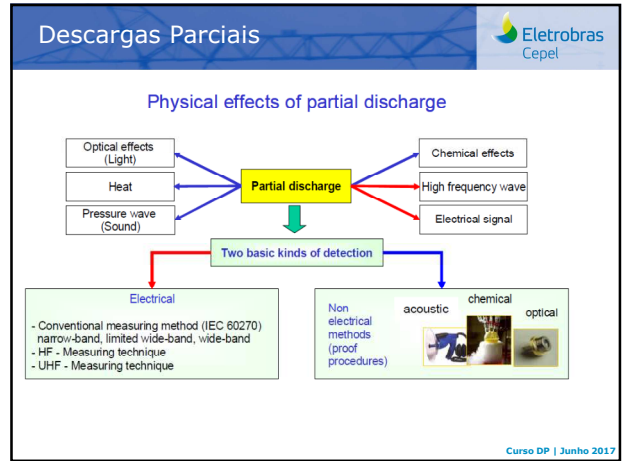 Descargas Parciais
Eletrobras
Cepel
Physical effects of partial discharge
Optical effects
(Light)
Heat
Pressure wave
(Sound)
Partial discharge
Chemical effects
High frequency wave
Electrical signal
Two basic kinds of detection
Electrical
- Conventional measuring method (IEC 60270)
narrow-band, limited wide-band, wide-band
- HF - Measuring technique
- UHF - Measuring technique
Non
electrical
methods
(proof
procedures)
acoustic
chemical
optical
Curso DP | Junho 2017